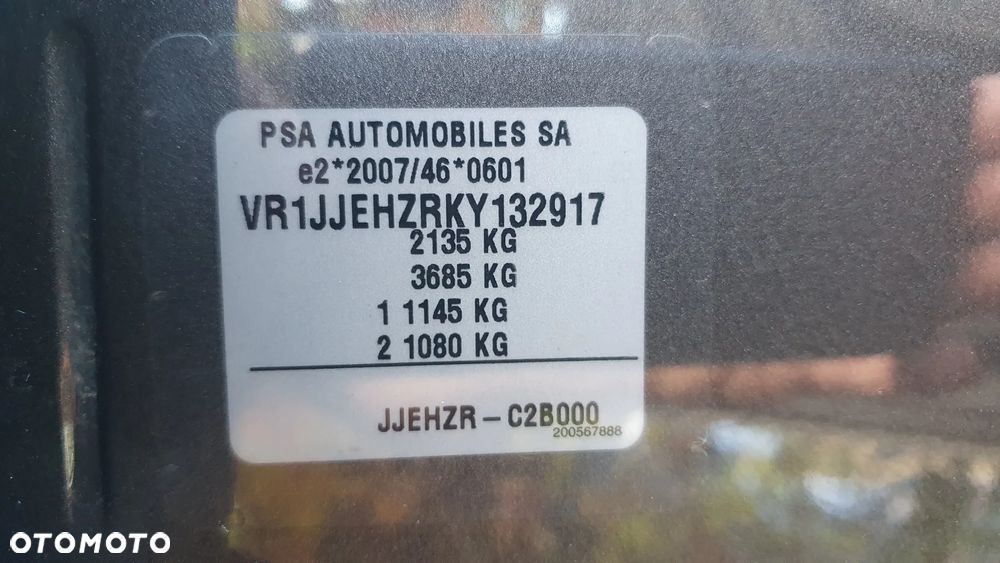 PSA AUTOMOBILES SA
e2*2007/46*0601
VR1JJEHZRKY132917
2135 KG
3685 KG
1 1145 KG
2 1080 KG
JJEHZR – C2B000
200567888
OTOMOTO